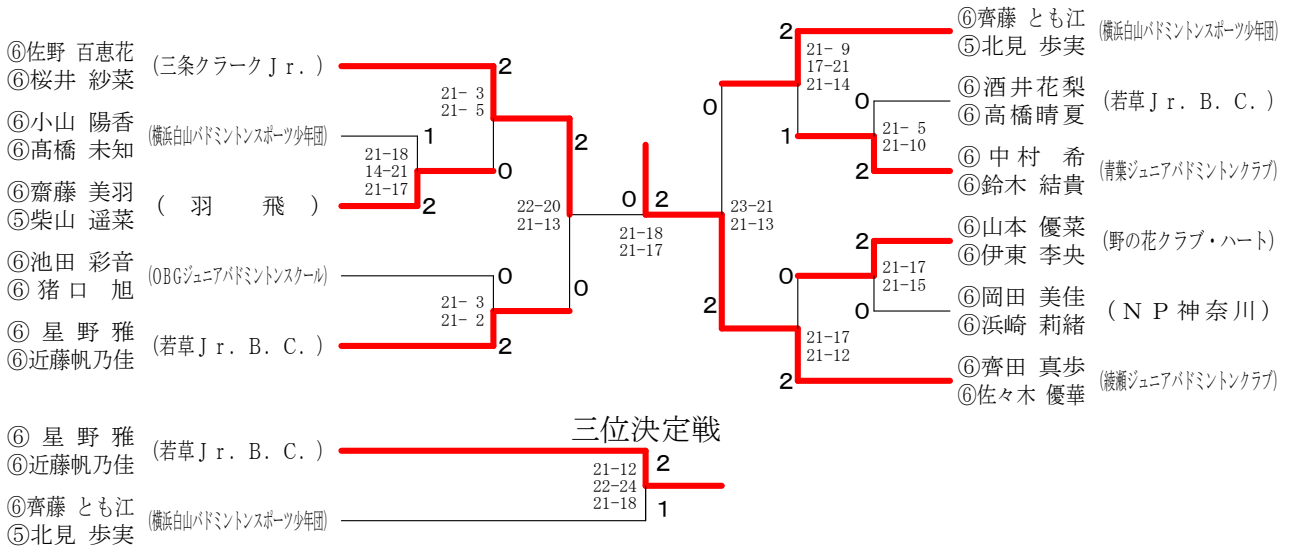 ⑥佐野 百恵花
⑥桜井 紗菜
(三条クラークJr.)
2
21- 3
21- 5
⑥小山 陽香
⑥髙橋 未知
(横浜白山バドミントンスポーツ少年団)
1
21-18
14-21
21-17
0
⑥齋藤 美羽
⑤柴山 遥菜
( 羽 飛 )
2
2
22-20
21-13
⑥池田 彩音
⑥猪口 旭
(OBGジュニアバドミントンスクール)
0
21- 3
21- 2
0
⑥星野雅
⑥近藤帆乃佳
(若草Jr.B.C.)
2
0
2
21-18
21-17
2
⑥齊藤 とも江
⑤北見 歩実
(横浜白山バドミントンスポーツ少年団)
21- 9
17-21
21-14
0
⑥酒井花梨
⑥高橋晴夏
(若草Jr.B.C.)
0
1
21- 5
21-10
⑥中村 希
⑥鈴木 結貴
(青葉ジュニアバドミントンクラブ)
2
23-21
21-13
⑥山本 優菜
⑥伊東 李央
(野の花クラブ・ハート)
2
0
21-17
21-15
⑥岡田 美佳
⑥浜崎 莉緒
(NP神奈川)
0
2
21-17
21-12
⑥齊田 真歩
⑥佐々木 優華
(綾瀬ジュニアバドミントンクラブ)
2
三位決定戦
⑥星野雅
⑥近藤帆乃佳
(若草Jr.B.C.)
2
21-12
22-24
21-18
⑥齊藤 とも江
⑤北見 歩実
(横浜白山バドミントンスポーツ少年団)
1